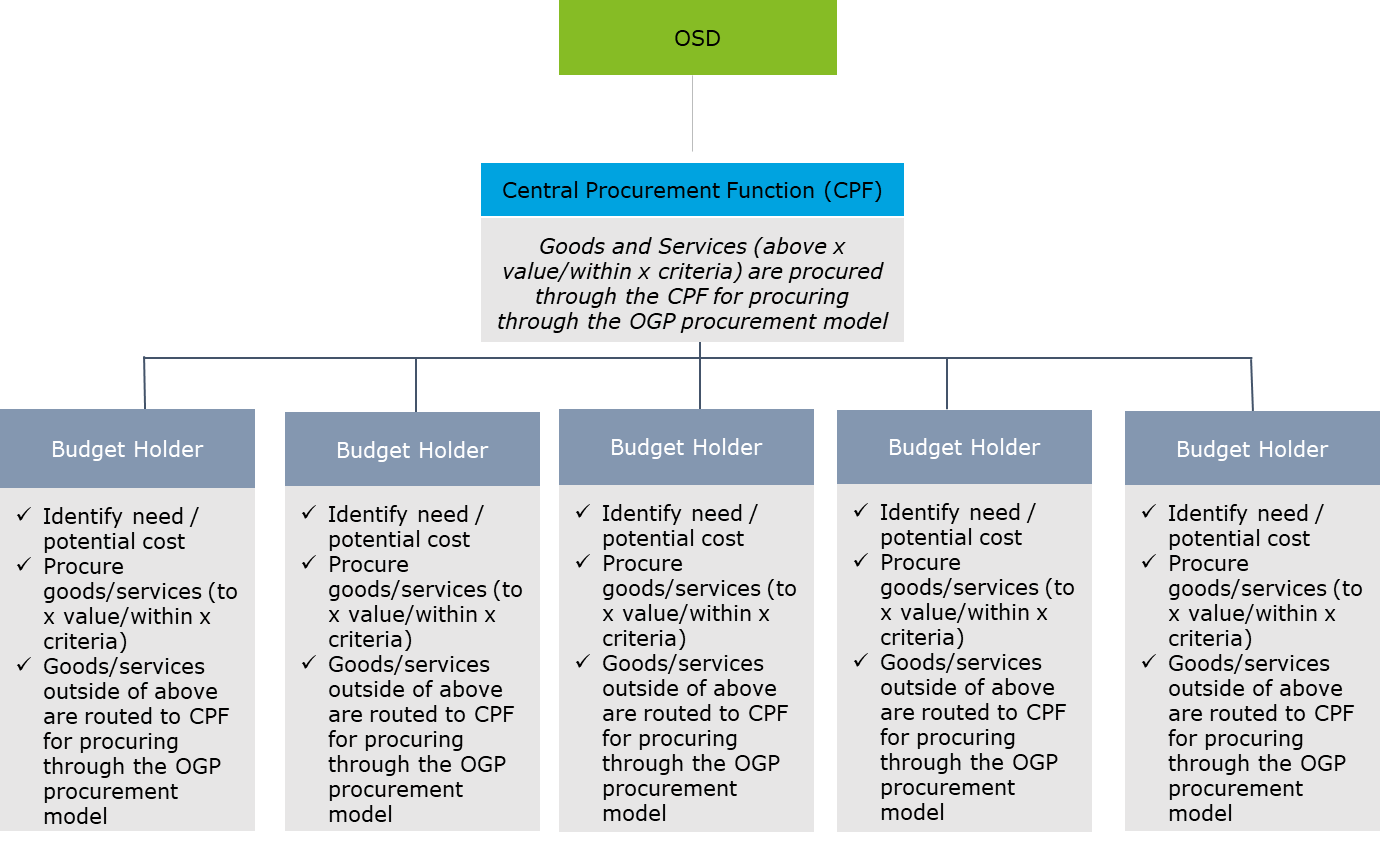 OSD
Central Procurement Function (CPF)
Goods and Services (above x
value/within x criteria) are procured
through the CPF for procuring
through the OGP procurement model
Budget Holder
✓ Identify need /
potential cost
✓ Procure
goods/services (to
x value/within x
criteria)
✓ Goods/services
outside of above
are routed to CPF
for procuring
through the OGP
procurement
model
Budget Holder
✓ Identify need /
potential cost
✓ Procure
goods/services (to
x value/within x
criteria)
✓ Goods/services
outside of above
are routed to CPF
for procuring
through the OGP
procurement
model
Budget Holder
✓ Identify need /
potential cost
✓ Procure
goods/services (to
x value/within x
criteria)
✓ Goods/services
outside of above
are routed to CPF
for procuring
through the OGP
procurement
model
Budget Holder
✓ Identify need /
potential cost
✓ Procure
goods/services (to
x value/within x
criteria)
✓ Goods/services
outside of above
are routed to CPF
for procuring
through the OGP
procurement
model
Budget Holder
✓ Identify need /
potential cost
✓ Procure
goods/services (to
x value/within x
criteria)
✓ Goods/services
outside of above
are routed to CPF
for procuring
through the OGP
procurement
model